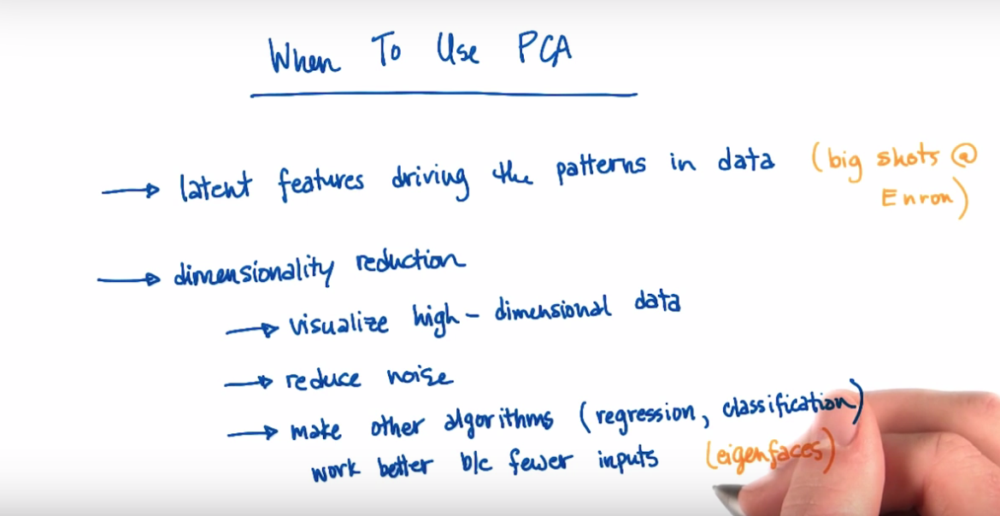 When To Use PCA
→ latent features driving the patterns in data (big shots @
Enron)
→ dimensionality reduction
→ visualize high-dimensional data
→ reduce noise
→ make other algorithms (regression, classification)
work better b/c fewer inputs (eigenfaces)